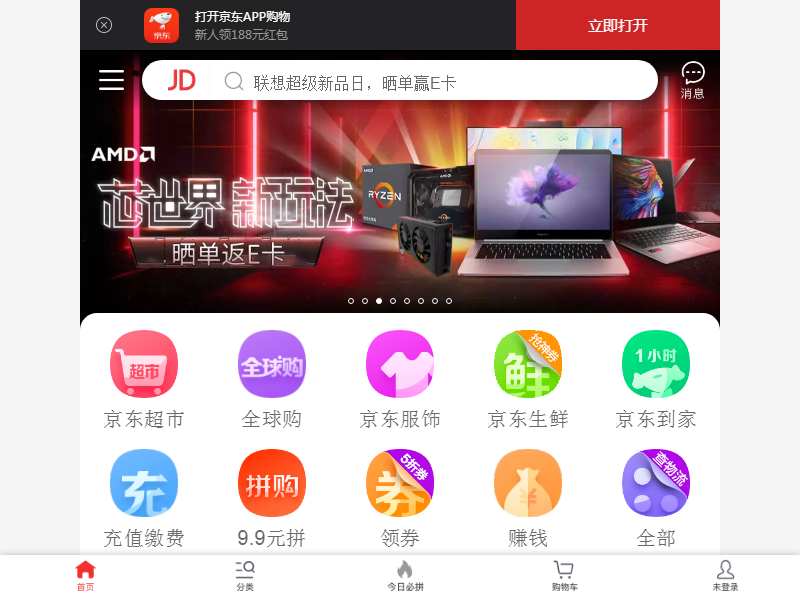 打开京东APP购物
新人领188元红包
京东
立即打开
JD
联想超级新品日，晒单赢E卡
消息
AMD
芯世界 新玩法
晒单返E卡
AMD
RYZEN
AMD
超市
全球购
抢神券
鲜
1小时
京东超市
全球购
京东服饰
京东生鲜
京东到家
充
拼购
5折券
券
¥
查物流
充值缴费
9.9元拼
领券
赚钱
全部
首页
分类
今日必拼
购物车
未登录